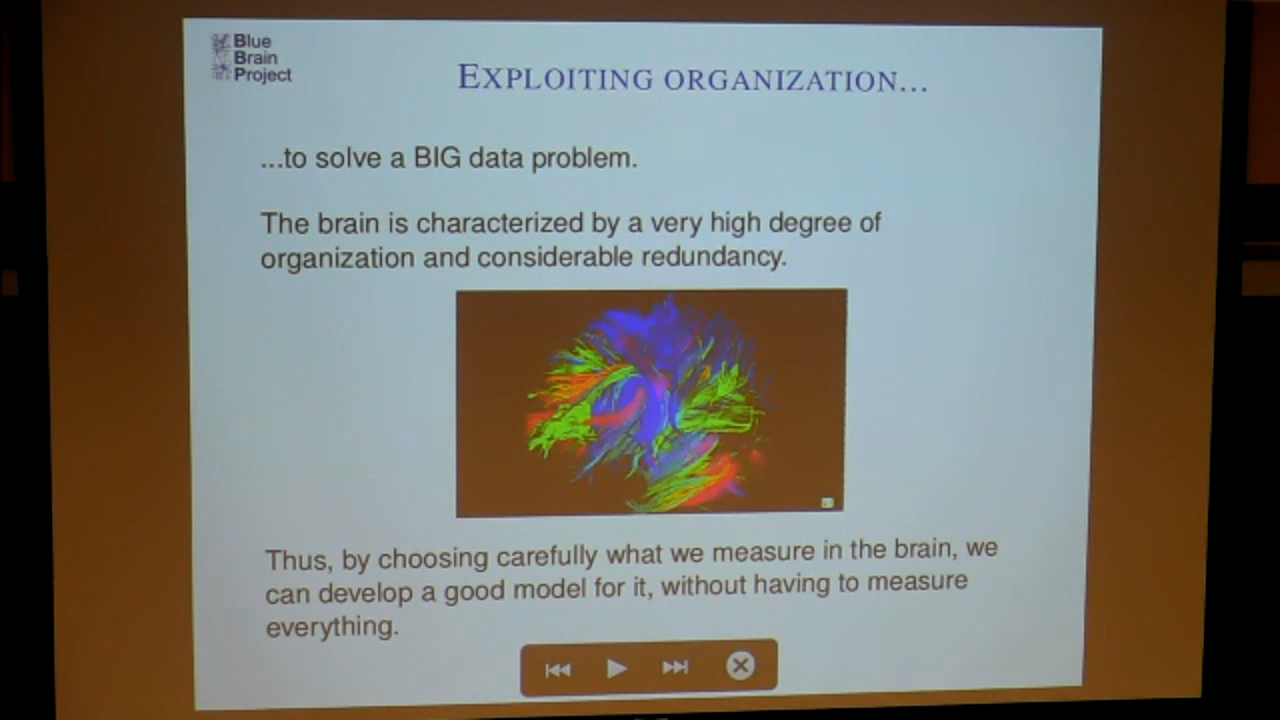 Blue
Brain
Project
EXPLOITING ORGANIZATION...
...to solve a BIG data problem.
The brain is characterized by a very high degree of
organization and considerable redundancy.
Thus, by choosing carefully what we measure in the brain, we
can develop a good model for it, without having to measure
everything.